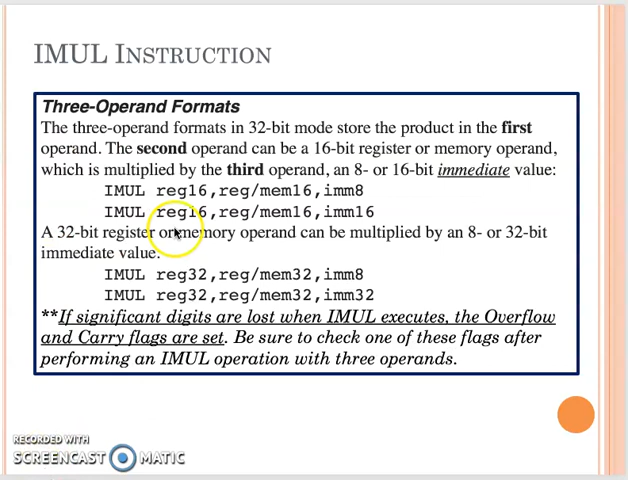 IMUL INSTRUCTION
Three-Operand Formats
The three-operand formats in 32-bit mode store the product in the first
operand. The second operand can be a 16-bit register or memory operand,
which is multiplied by the third operand, an 8- or 16-bit immediate value:
IMUL reg16,reg/mem16,imm8
IMUL reg16,reg/mem16,imm16
A 32-bit register or memory operand can be multiplied by an 8- or 32-bit
immediate value:
IMUL reg32,reg/mem32,imm8
IMUL reg32,reg/mem32,imm32
**If significant digits are lost when IMUL executes, the Overflow
and Carry flags are set. Be sure to check one of these flags after
performing an IMUL operation with three operands.
RECORDED WITH
SCREENCAST MATIC